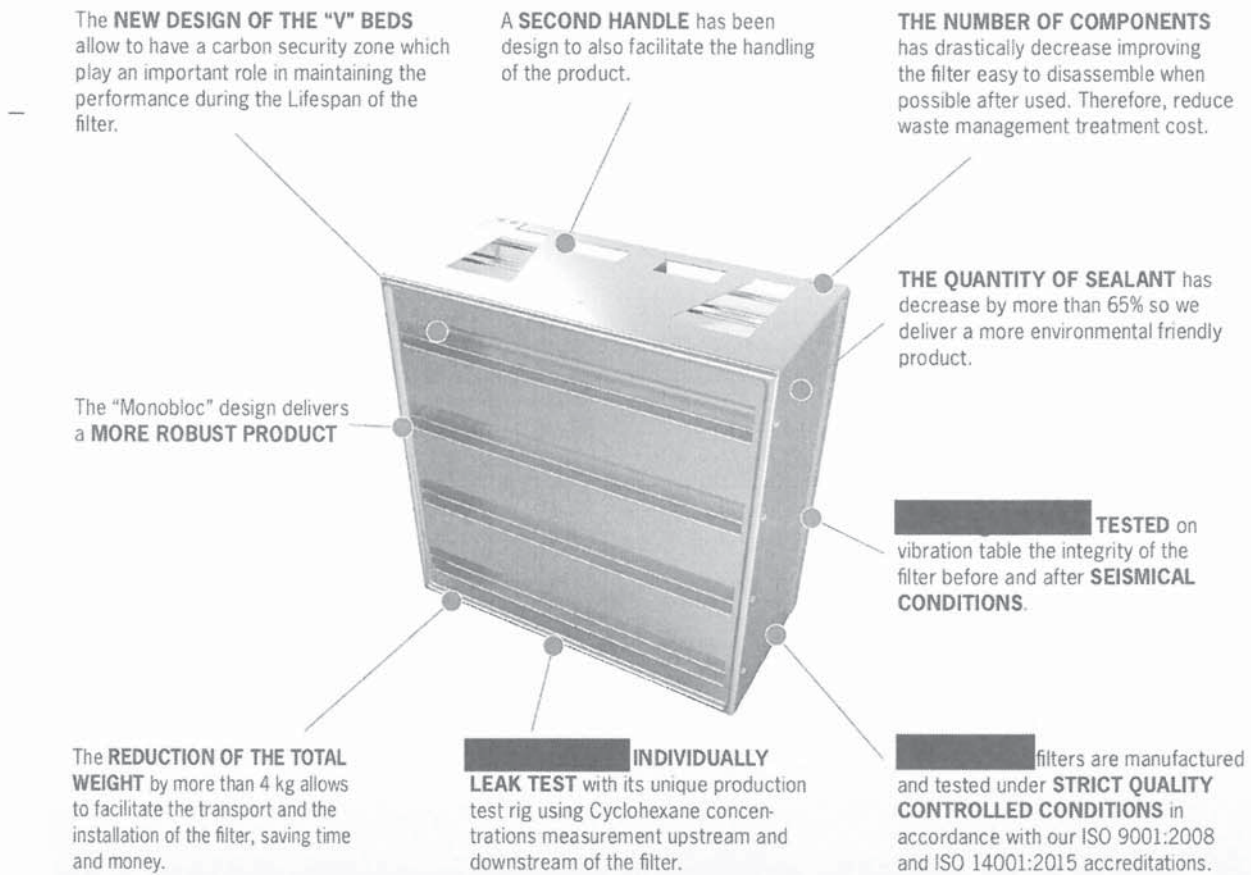 The NEW DESIGN OF THE “V” BEDS
allow to have a carbon security zone which
play an important role in maintaining the
performance during the Lifespan of the
filter.
A SECOND HANDLE has been
design to also facilitate the handling
of the product.
THE NUMBER OF COMPONENTS
has drastically decrease improving
the filter easy to disassemble when
possible after used. Therefore, reduce
waste management treatment cost.
THE QUANTITY OF SEALANT has
decrease by more than 65% so we
deliver a more environmental friendly
product.
The “Monobloc” design delivers
a MORE ROBUST PRODUCT
TESTED on
vibration table the integrity of the
filter before and after SEISMICAL
CONDITIONS.
The REDUCTION OF THE TOTAL
WEIGHT by more than 4 kg allows
to facilitate the transport and the
installation of the filter, saving time
and money.
INDIVIDUALLY
LEAK TEST with its unique production
test rig using Cyclohexane concen-
trations measurement upstream and
downstream of the filter.
filters are manufactured
and tested under STRICT QUALITY
CONTROLLED CONDITIONS in
accordance with our ISO 9001:2008
and ISO 14001:2015 accreditations.